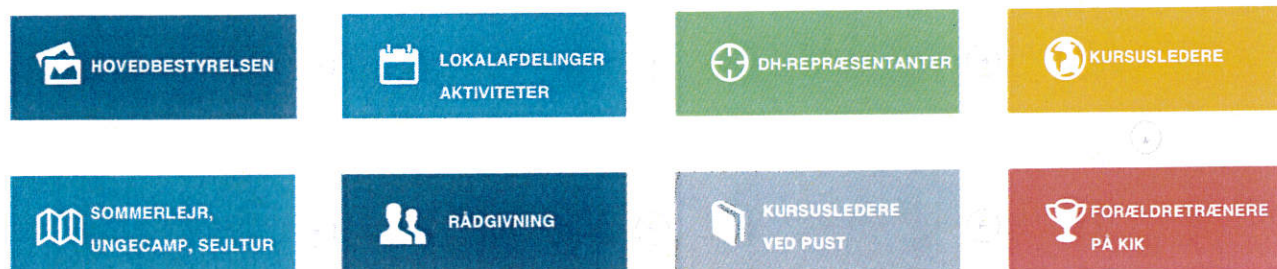 HOVEDBESTYRELSEN
LOKALAFDELINGER
AKTIVITETER
DH-REPRÆSENTANTER
KURSUSLEDERE
SOMMERLEJR,
UNGECAMP, SEJLTUR
RÅDGIVNING
KURSUSLEDERE
VED PUST
FORÆLDRETRÆNERE
PÅ KIK